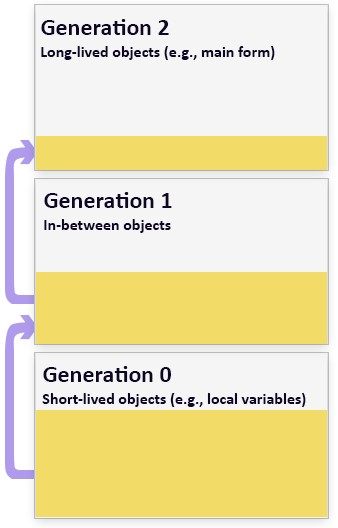 Generation 2
Long-lived objects (e.g., main form)
Generation 1
In-between objects
Generation 0
Short-lived objects (e.g., local variables)